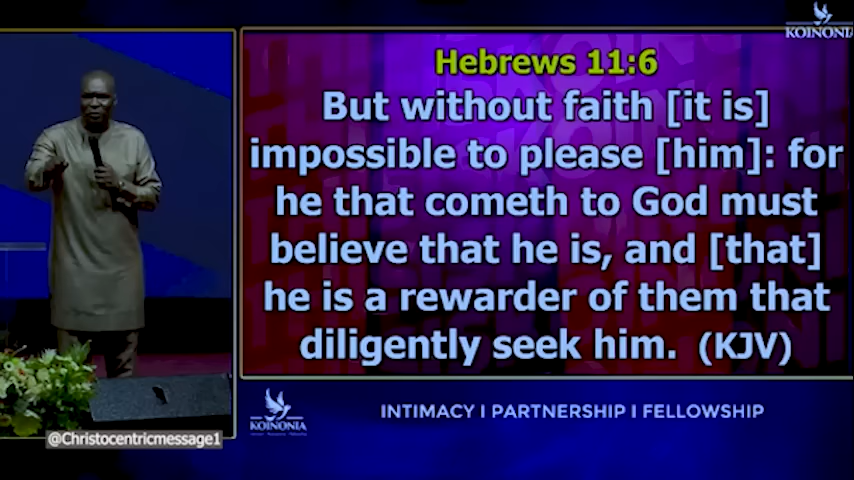 KOINONIA
Hebrews 11:6
But without faith [it is]
impossible to please [him]: for
he that cometh to God must
believe that he is, and [that]
he is a rewarder of them that
diligently seek him. (KJV)
KOINONIA
INTIMACY I PARTNERSHIP I FELLOWSHIP
@Christocentricmessage1